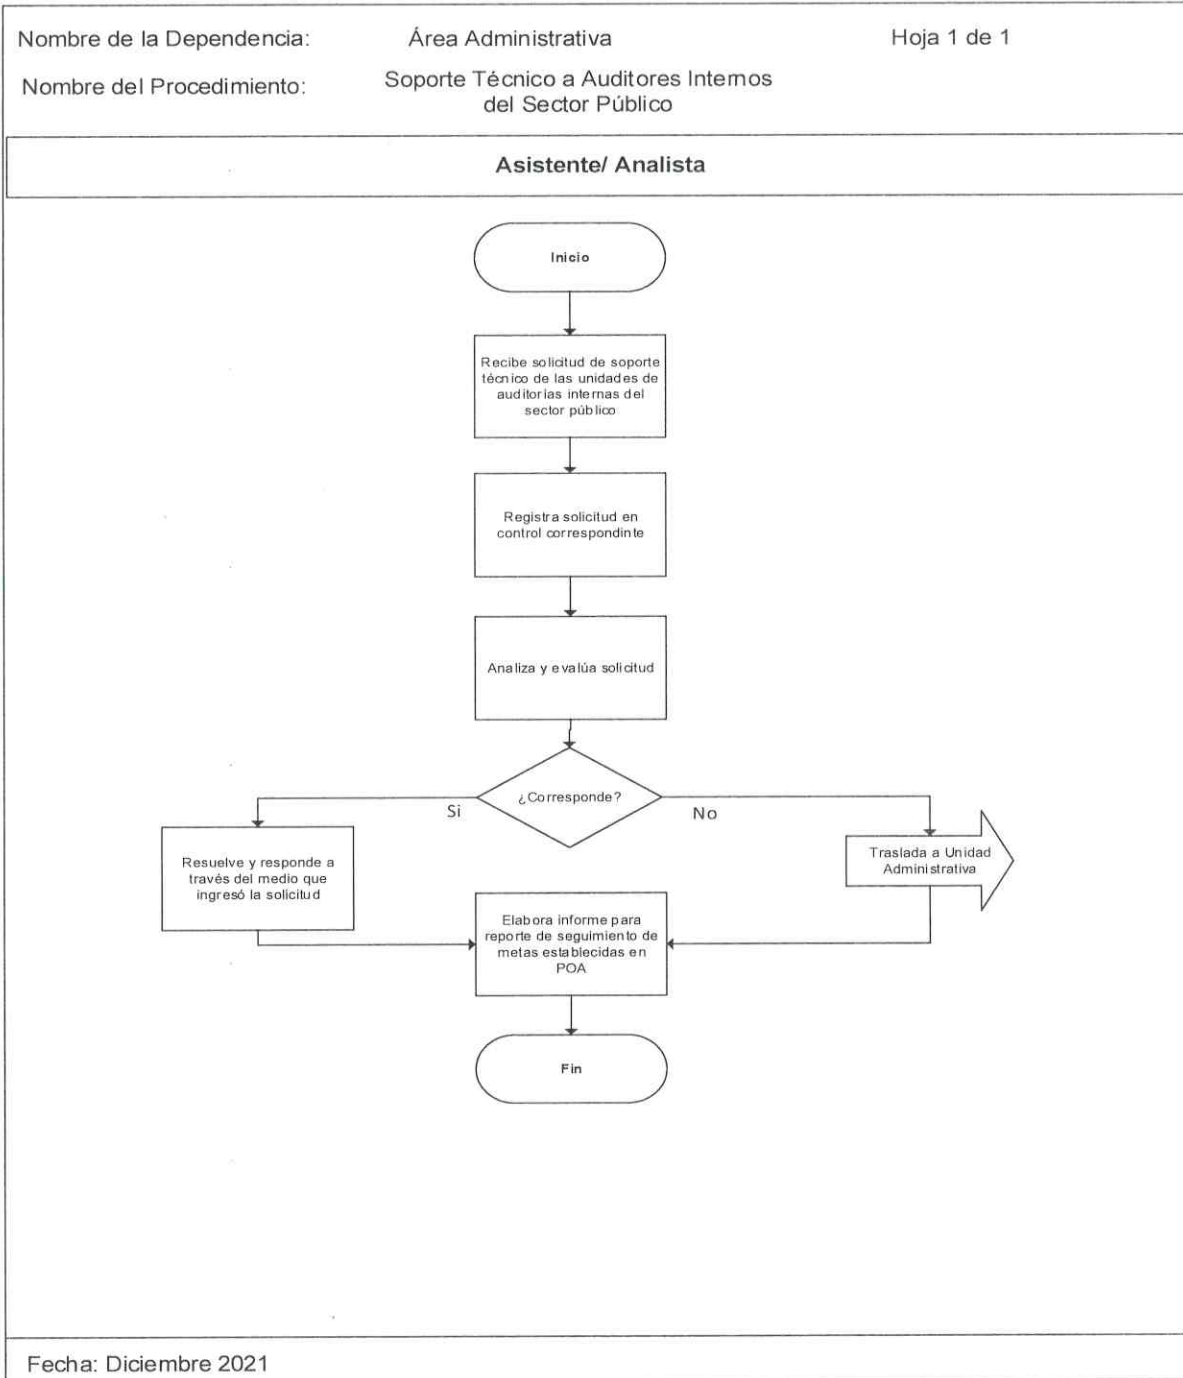 Nombre de la Dependencia: Área Administrativa Hoja 1 de 1
Nombre del Procedimiento: Soporte Técnico a Auditores Internos
del Sector Público
Asistente/ Analista
Inicio
Recibe solicitud de soporte
técnico de las unidades de
auditorías internas del
sector público
Registra solicitud en
control correspondinte
Analiza y evalúa solicitud
¿Corresponde?
Si
No
Resuelve y responde a
través del medio que
ingresó la solicitud
Traslada a Unidad
Administrativa
Elabora informe para
reporte de seguimiento de
metas establecidas en
POA
Fin
Fecha: Diciembre 2021